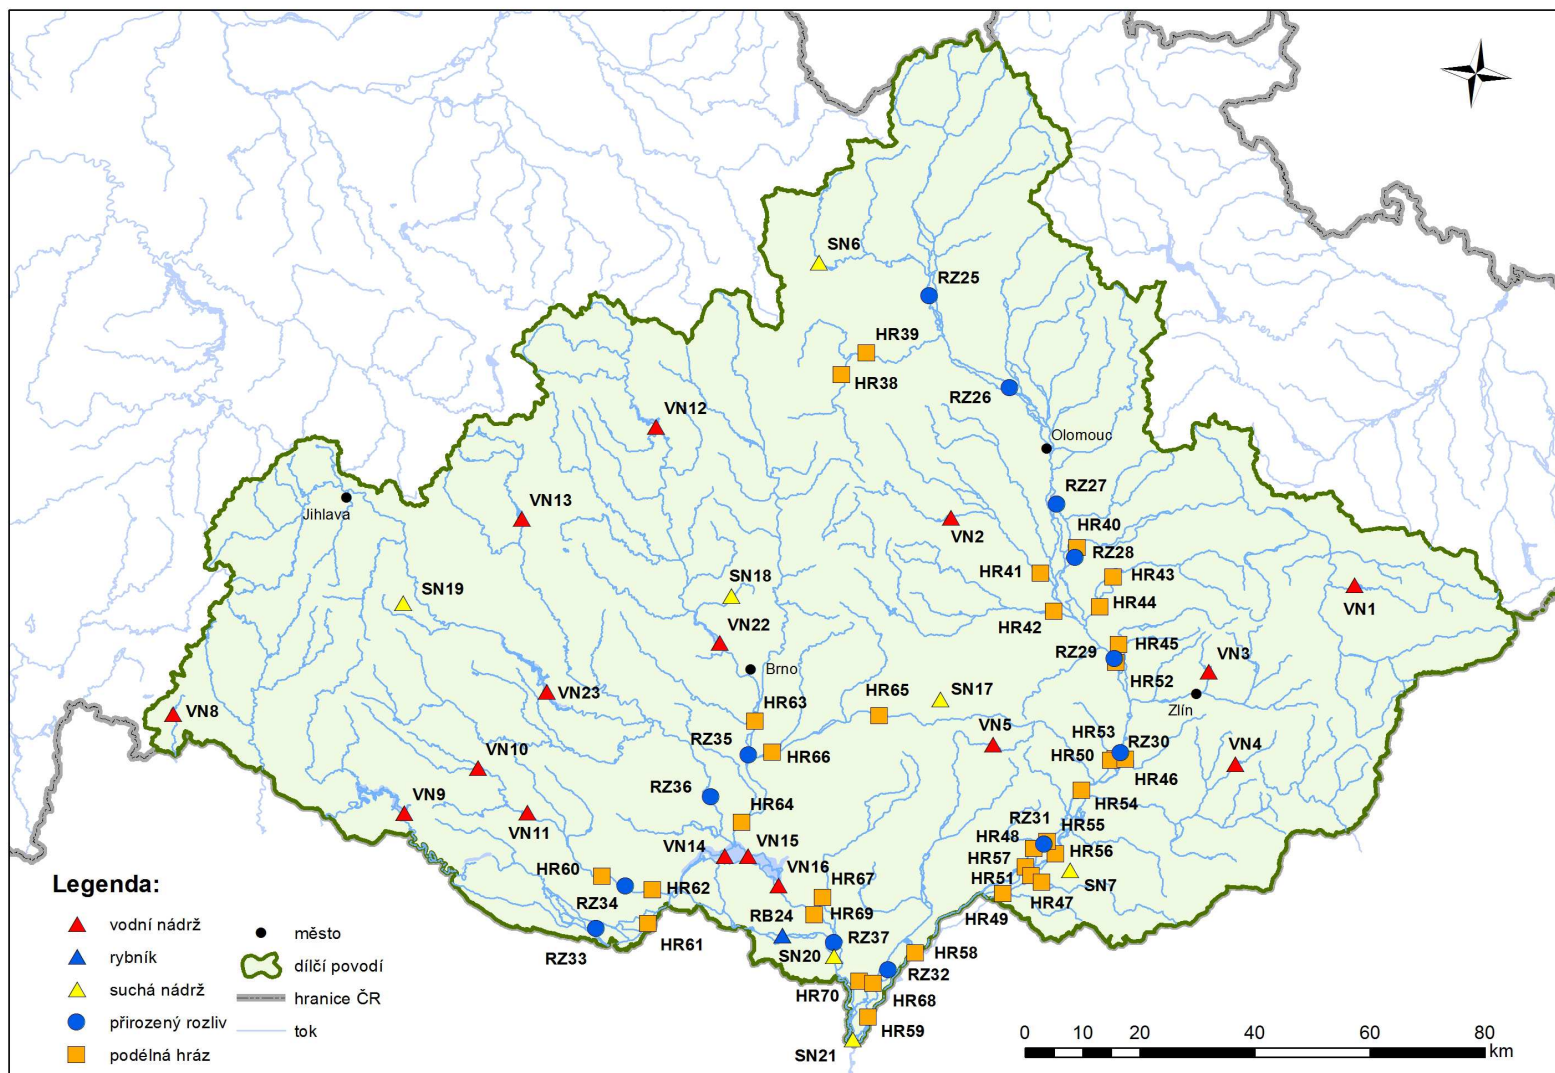 SN6
RZ25
HR39
HR38
RZ26
VN12
Olomouc
Jihlava
VN13
RZ27
VN2
HR40
RZ28
HR41
HR43
SN18
SN19
HR44
VN1
HR42
VN22
HR45
RZ29
VN3
Brno
HR52
VN23
SN17
HR65
Zlín
VN8
HR63
HR53
RZ30
RZ35
VN5
HR50
VN4
HR66
VN10
HR46
RZ36
VN9
HR54
HR64
RZ31
HR55
VN11
VN15
HR48
VN14
HR56
HR57
VN16
HR60
SN7
HR51
HR62
HR67
HR47
Legenda:
RZ34
RB24
HR69
HR49
vodní nádrž
město
HR61
RZ37
HR58
rybník
dílčí povodí
RZ33
SN20
RZ32
suchá nádrž
hranice ČR
HR70
HR68
přirozený rozliv
tok
HR59
podélná hráz
SN21
0 10 20 40 60 80
km